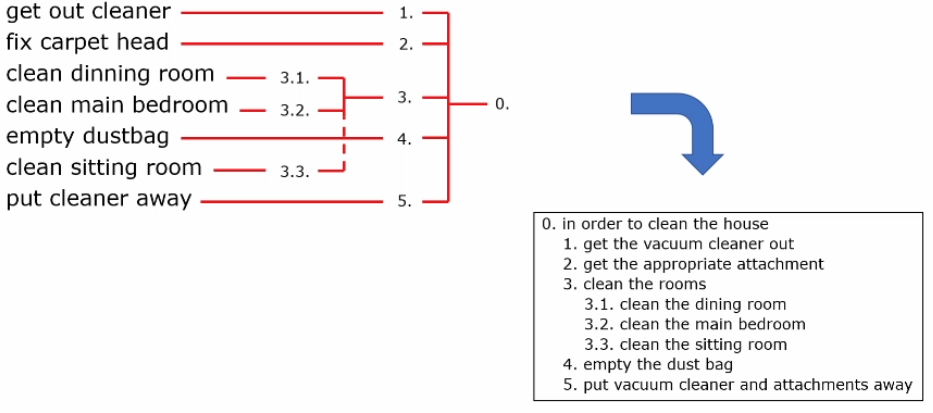 get out cleaner 1.
fix carpet head 2.
clean dinning room 3.1.
clean main bedroom 3.2.
3.
0.
empty dustbag 4.
clean sitting room 3.3.
put cleaner away 5.
0. in order to clean the house
1. get the vacuum cleaner out
2. get the appropriate attachment
3. clean the rooms
3.1. clean the dining room
3.2. clean the main bedroom
3.3. clean the sitting room
4. empty the dust bag
5. put vacuum cleaner and attachments away